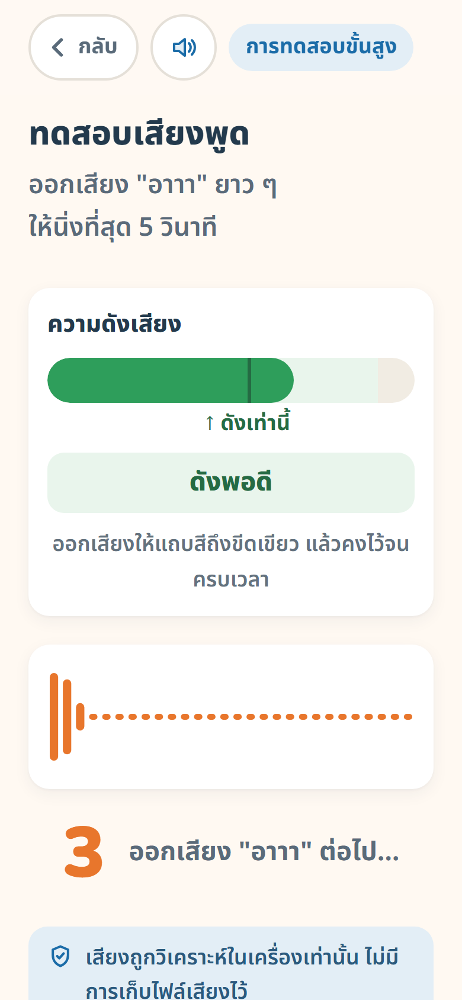 กลับ
การทดสอบขั้นสูง
ทดสอบเสียงพูด
ออกเสียง "อาาา" ยาว ๆ
ให้นิ่งที่สุด 5 วินาที
ความดังเสียง
↑ ดังเท่านี้
ดังพอดี
ออกเสียงให้แถบสีถึงขีดเขียว แล้วคงไว้จน
ครบเวลา
3
ออกเสียง "อาาา" ต่อไป...
เสียงถูกวิเคราะห์ในเครื่องเท่านั้น ไม่มี
การเก็บไฟล์เสียงไว้